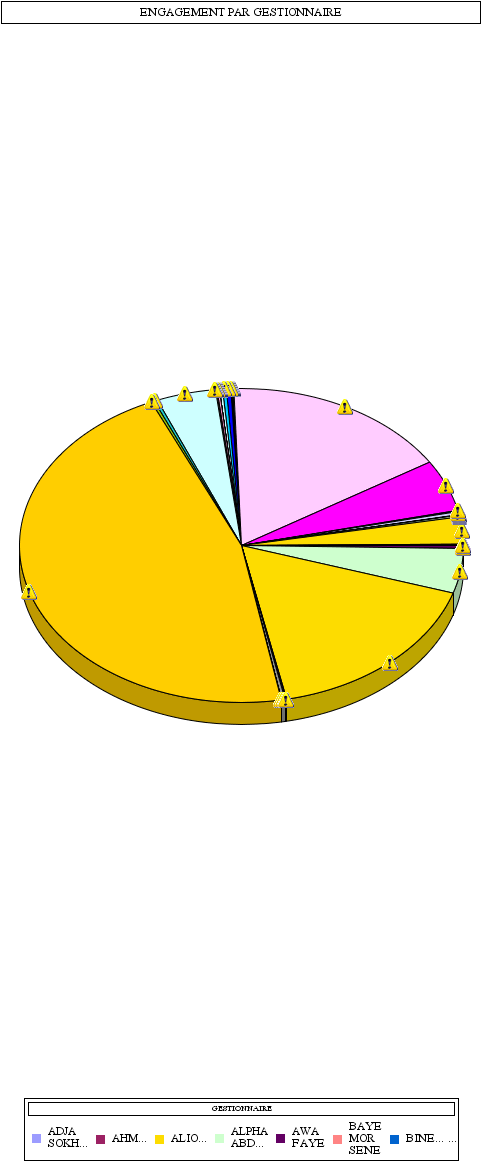 ENGAGEMENT PAR GESTIONNAIRE
GESTIONNAIRE
ADJA
SOKH...
AHM...
ALIO...
ALPHA
ABD...
AWA
FAYE
BAYE
MOR
SENE
BINE... ...